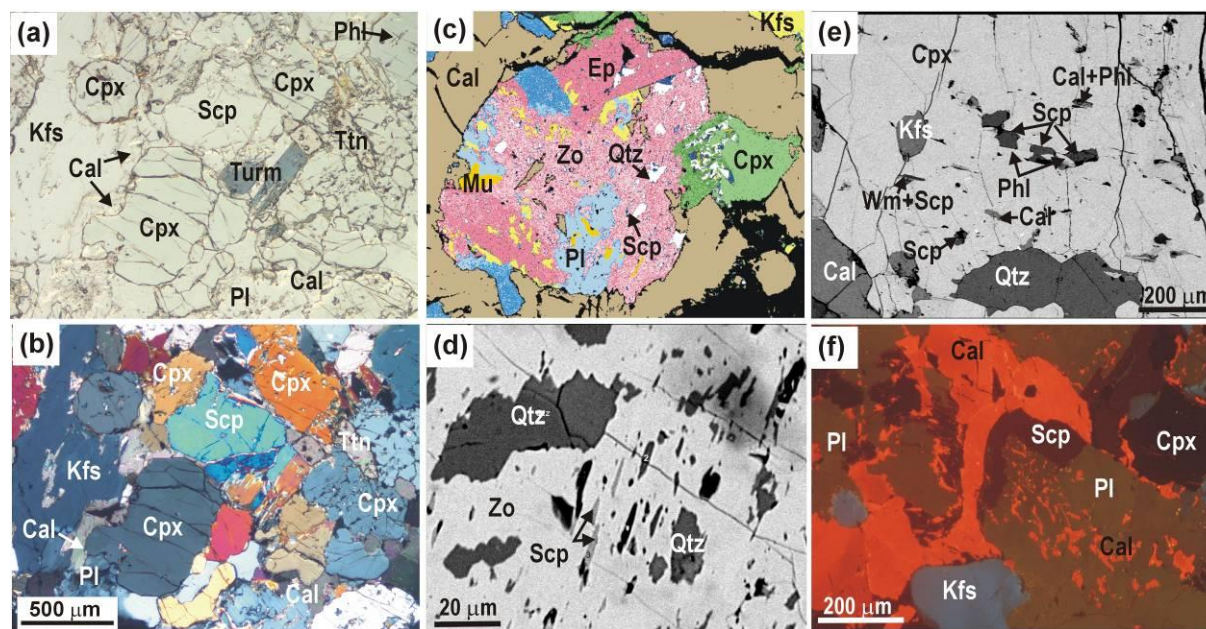 (a)
Phl
Cpx
Cpx
Scp
Kfs
Ttn
Cal
Turm
Cpx
Cal
Pl
(b)
Cpx
Cpx
Scp
Ttn
Kfs
Cpx
Cpx
Cal
Pl
Cal
500 μm
(c)
Kfs
Cal
Ep
Zo
Qtz
Cpx
Mu
Pl
Scp
(d)
Qtz
Zo
Scp
Qtz
20 μm
(e)
Cpx
Cal+Phl
Scp
Kfs
Phl
Wm+Scp
Cal
Scp
Cal
Qtz
200 μm
(f)
Cal
Scp
Pl
Cpx
Pl
Cal
Kfs
200 μm